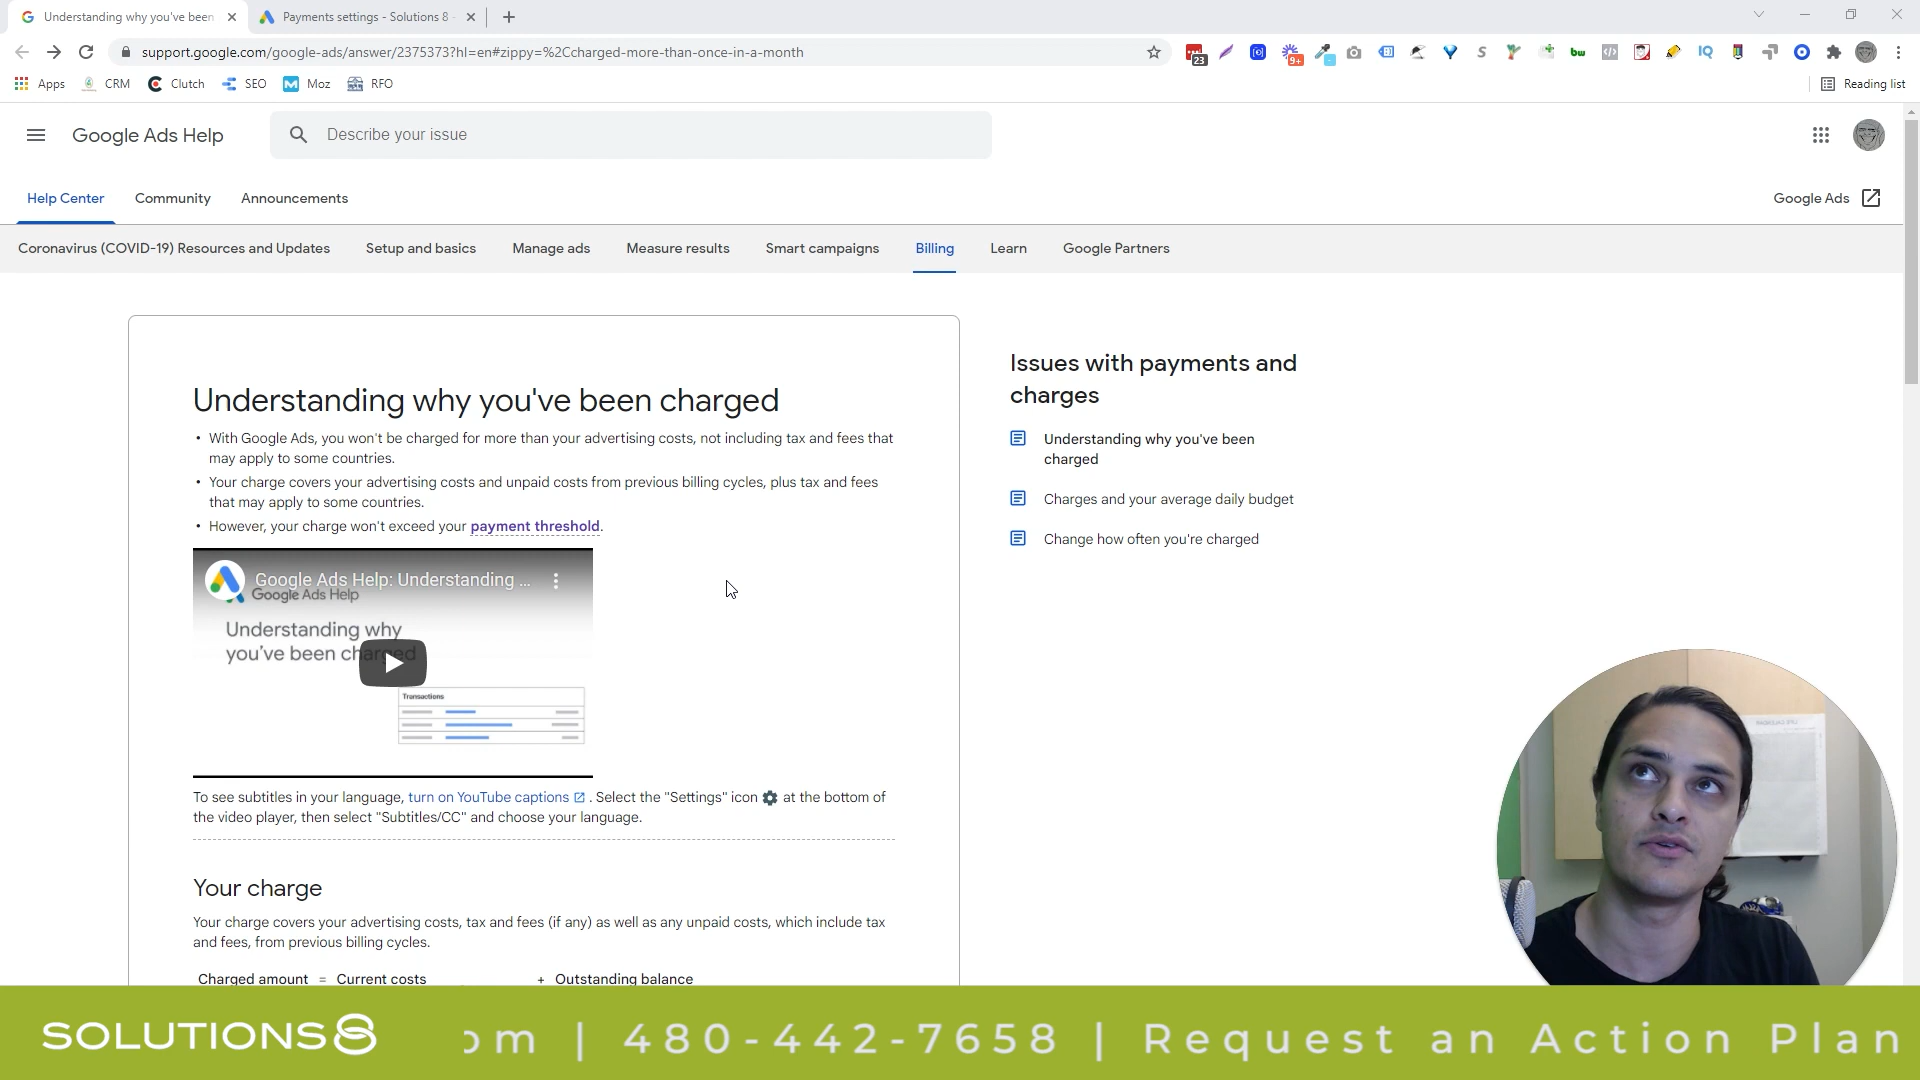 Understanding why you've been
Payments settings - Solutions 8 -
support.google.com/google-ads/answer/2375373?hl=en#zippy=%2Ccharged-more-than-once-in-a-month
23
9+
S
bw
IQ
Apps
CRM
Clutch
SEO
Moz
RFO
Reading list
Google Ads Help
Describe your issue
Help Center
Community
Announcements
Google Ads
Coronavirus (COVID-19) Resources and Updates
Setup and basics
Manage ads
Measure results
Smart campaigns
Billing
Learn
Google Partners
Understanding why you've been charged
• With Google Ads, you won't be charged for more than your advertising costs, not including tax and fees that
may apply to some countries.
• Your charge covers your advertising costs and unpaid costs from previous billing cycles, plus tax and fees
that may apply to some countries.
• However, your charge won't exceed your payment threshold.
Google Ads Help: Understanding ...
Google Ads Help
Understanding why
you've been charged
Transactions
To see subtitles in your language, turn on YouTube captions . Select the "Settings" icon at the bottom of
the video player, then select "Subtitles/CC" and choose your language.
Your charge
Your charge covers your advertising costs, tax and fees (if any) as well as any unpaid costs, which include tax
and fees, from previous billing cycles.
Charged amount = Current costs + Outstanding balance
Issues with payments and
charges
Understanding why you've been
charged
Charges and your average daily budget
Change how often you're charged
SOLUTIONS8
om | 480-442-7658 | Request an Action Plan